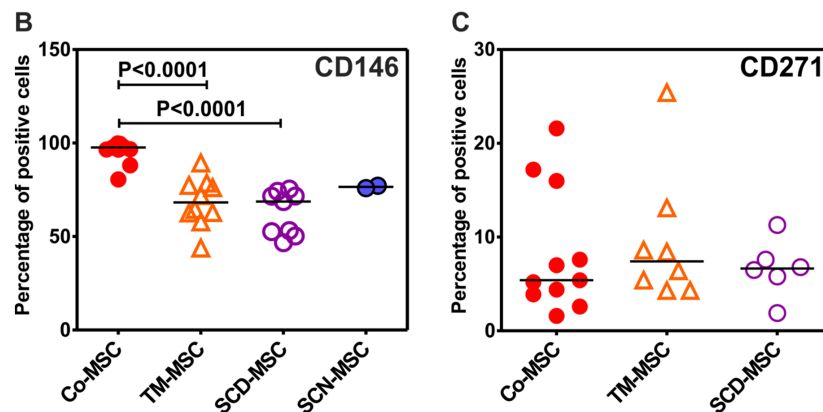 B
CD146
P<0.0001
P<0.0001
Percentage of positive cells
150
100
50
0
Co-MSC
TM-MSC
SCD-MSC
SCN-MSC
C
CD271
Percentage of positive cells
30
20
10
0
Co-MSC
TM-MSC
SCD-MSC